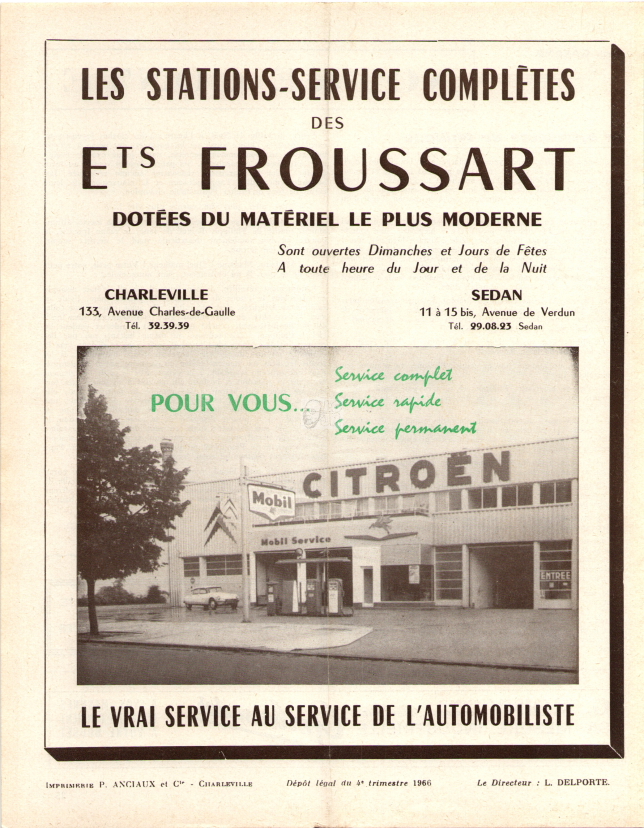 LES STATIONS-SERVICE COMPLÈTES
DES
ETS FROUSSART
DOTÉES DU MATÉRIEL LE PLUS MODERNE
Sont ouvertes Dimanches et Jours de Fêtes
A toute heure du Jour et de la Nuit
CHARLEVILLE
133, Avenue Charles-de-Gaulle
Tél. 32.39.39
SEDAN
11 à 15 bis, Avenue de Verdun
Tél. 29.08.23 Sedan
POUR VOUS...
Service complet
Service rapide
Service permanent
CITROËN
Mobil
Mobil Service
ENTREE
LE VRAI SERVICE AU SERVICE DE L'AUTOMOBILISTE
IMPRIMERIE P. ANCIAUX et Cie - CHARLEVILLE
Dépôt légal du 4e trimestre 1966
Le Directeur : L. DELPORTE.